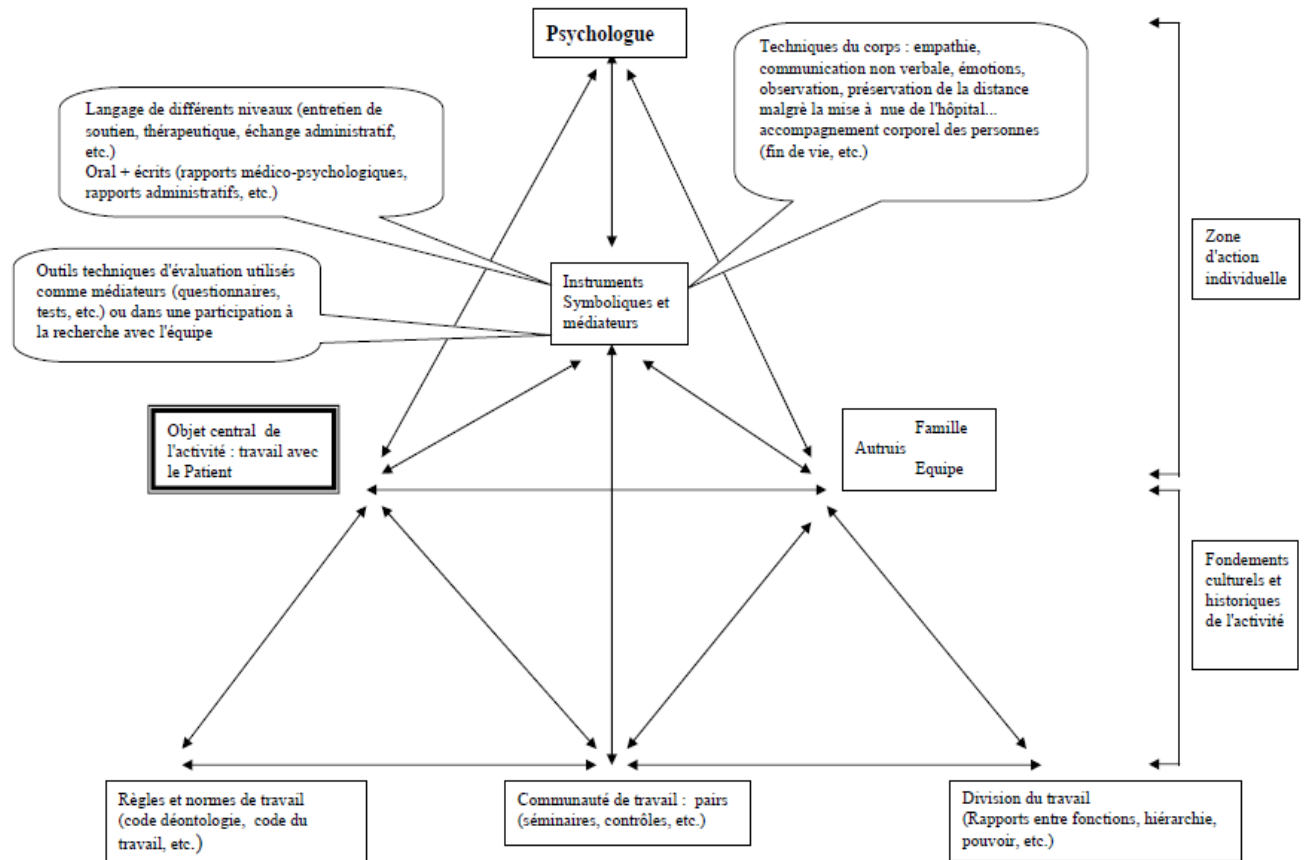 Psychologue
Techniques du corps : empathie,
communication non verbale, émotions,
observation, préservation de la distance
malgrè la mise à nue de l'hôpital...
accompagnement corporel des personnes
(fin de vie, etc.)
Langage de différents niveaux (entretien de
soutien, thérapeutique, échange administratif,
etc.)
Oral + écrits (rapports médico-psychologiques,
rapports administratifs, etc.)
Zone
d'action
individuelle
Outils techniques d'évaluation utilisés
comme médiateurs (questionnaires,
tests, etc.) ou dans une participation à
la recherche avec l'équipe
Instruments
Symboliques et
médiateurs
Objet central de
l'activité : travail avec
le Patient
Famille
Autruis
Equipe
Fondements
culturels et
historiques
de l'activité
Règles et normes de travail
(code déontologie, code du
travail, etc.)
Communauté de travail : pairs
(séminaires, contrôles, etc.)
Division du travail
(Rapports entre fonctions, hiérarchie,
pouvoir, etc.)